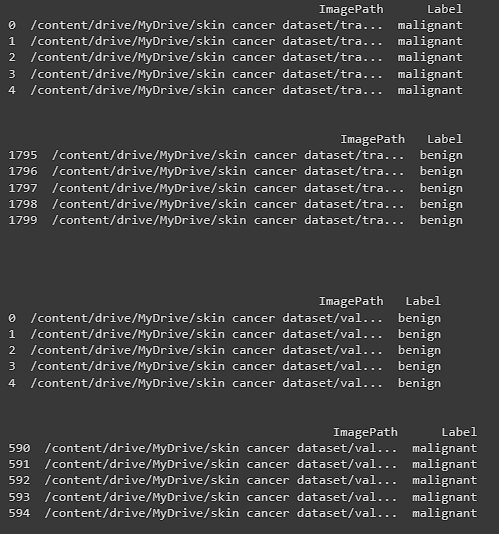 ImagePath Label
0 /content/drive/MyDrive/skin cancer dataset/tra... malignant
1 /content/drive/MyDrive/skin cancer dataset/tra... malignant
2 /content/drive/MyDrive/skin cancer dataset/tra... malignant
3 /content/drive/MyDrive/skin cancer dataset/tra... malignant
4 /content/drive/MyDrive/skin cancer dataset/tra... malignant
ImagePath Label
1795 /content/drive/MyDrive/skin cancer dataset/tra... benign
1796 /content/drive/MyDrive/skin cancer dataset/tra... benign
1797 /content/drive/MyDrive/skin cancer dataset/tra... benign
1798 /content/drive/MyDrive/skin cancer dataset/tra... benign
1799 /content/drive/MyDrive/skin cancer dataset/tra... benign
ImagePath Label
0 /content/drive/MyDrive/skin cancer dataset/val... benign
1 /content/drive/MyDrive/skin cancer dataset/val... benign
2 /content/drive/MyDrive/skin cancer dataset/val... benign
3 /content/drive/MyDrive/skin cancer dataset/val... benign
4 /content/drive/MyDrive/skin cancer dataset/val... benign
ImagePath Label
590 /content/drive/MyDrive/skin cancer dataset/val... malignant
591 /content/drive/MyDrive/skin cancer dataset/val... malignant
592 /content/drive/MyDrive/skin cancer dataset/val... malignant
593 /content/drive/MyDrive/skin cancer dataset/val... malignant
594 /content/drive/MyDrive/skin cancer dataset/val... malignant